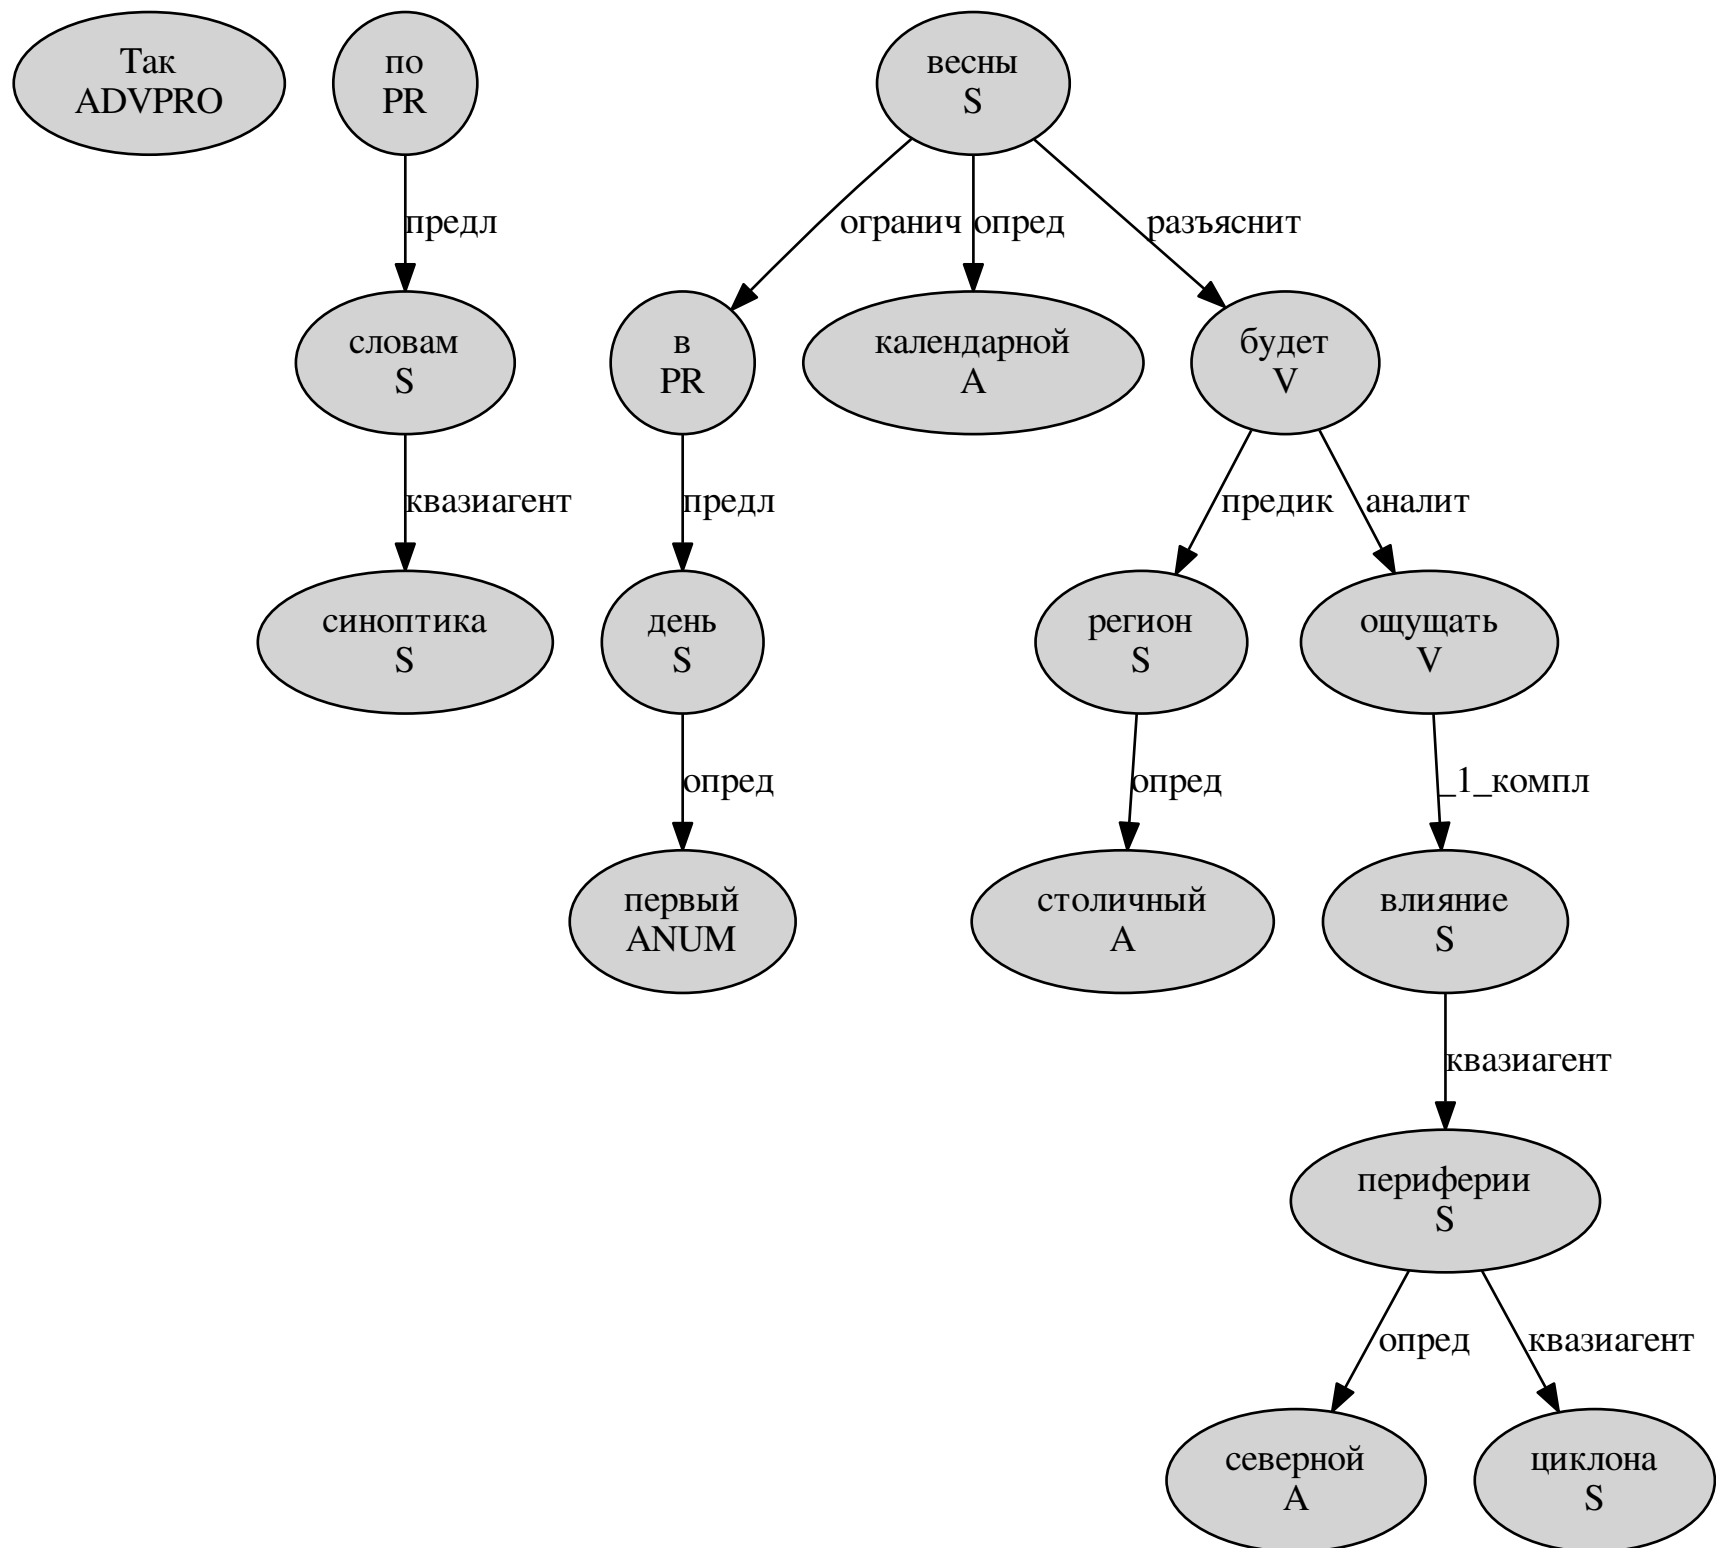 Так
ADVPRO
по
PR
весны
S
предл
огранич
опред
разъяснит
словам
S
в
PR
календарной
A
будет
V
квазиагент
предл
предик
аналит
синоптика
S
день
S
регион
S
ощущать
V
опред
опред
_1_компл
первый
ANUM
столичный
A
влияние
S
квазиагент
периферии
S
опред
квазиагент
северной
A
циклона
S